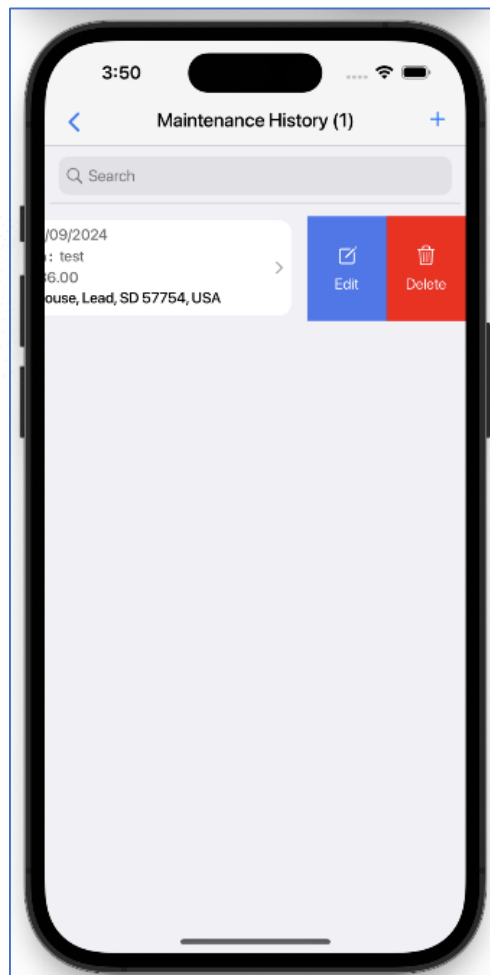 3:50
Maintenance History (1)
Search
/09/2024
: test
6.00
ouse, Lead, SD 57754, USA
Edit
Delete